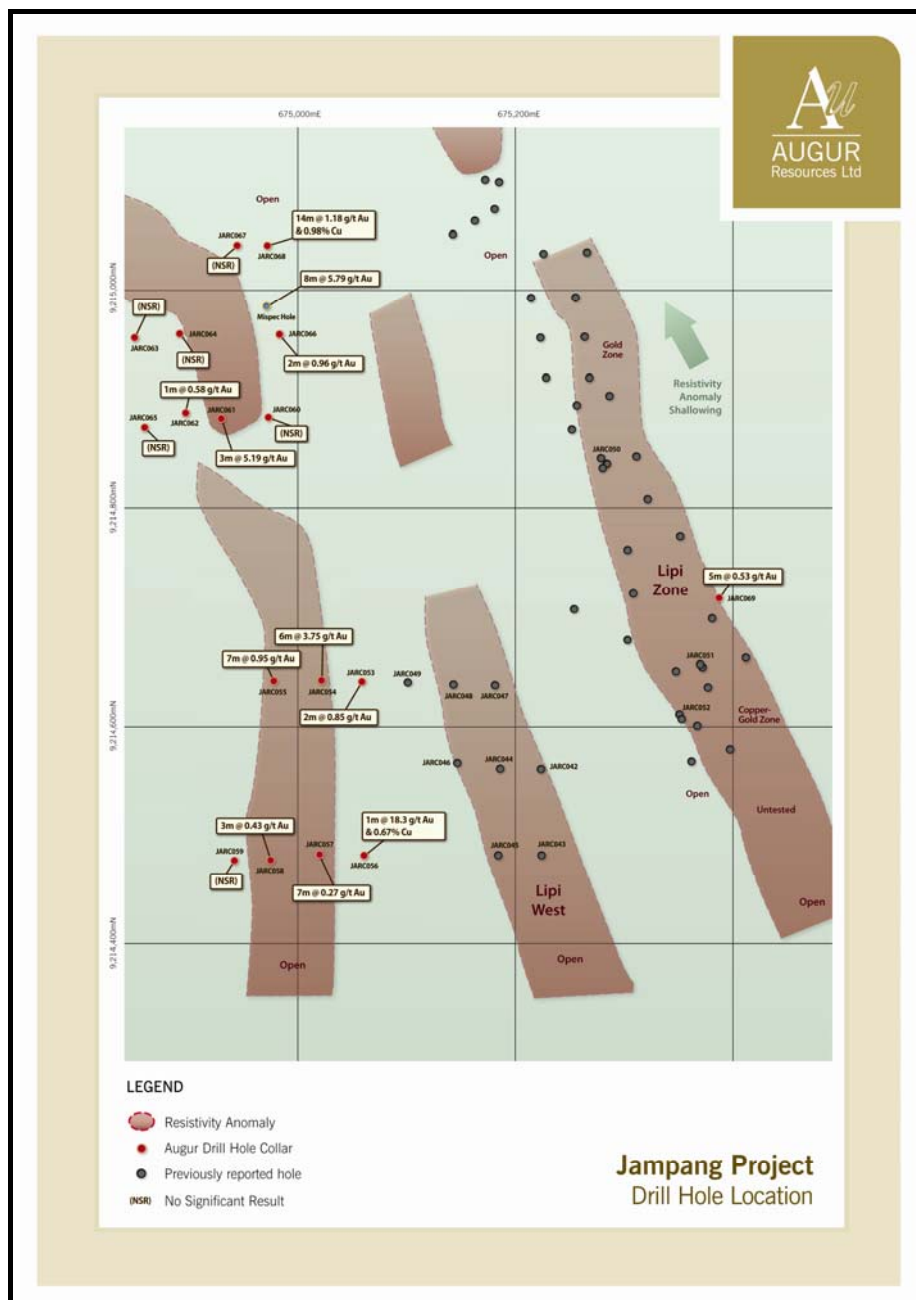 Au
AUGUR
Resources Ltd
675,000mE
675,200mE
Open
JARC067
14m @ 1.18 g/t Au
& 0.98% Cu
JARC068
(NSR)
Open
9,215,000mN
8m @ 5.79 g/t Au
Mispec Hole
(NSR)
JARC063
JARC064
(NSR)
JARC066
2m @ 0.96 g/t Au
Gold
Zone
Resistivity
Anomaly
Shallowing
1m @ 0.58 g/t Au
JARC065
JARC062
JARC061
JARC060
(NSR)
(NSR)
3m @ 5.19 g/t Au
JARC050
9,214,800mN
Lipi
Zone
5m @ 0.53 g/t Au
JARC069
6m @ 3.75 g/t Au
7m @ 0.95 g/t Au
JARC053
JARC049
JARC051
JARC055
JARC054
JARC048
JARC047
2m @ 0.85 g/t Au
JARC052
Copper-
Gold Zone
9,214,600mN
JARC046
JARC044
JARC042
Open
Untested
3m @ 0.43 g/t Au
1m @ 18.3 g/t Au
& 0.67% Cu
JARC059
JARC057
JARC045
JARC043
JARC058
JARC056
(NSR)
7m @ 0.27 g/t Au
Lipi
West
Open
9,214,400mN
Open
Open
LEGEND
Resistivity Anomaly
Augur Drill Hole Collar
Previously reported hole
(NSR) No Significant Result
Jampang Project
Drill Hole Location